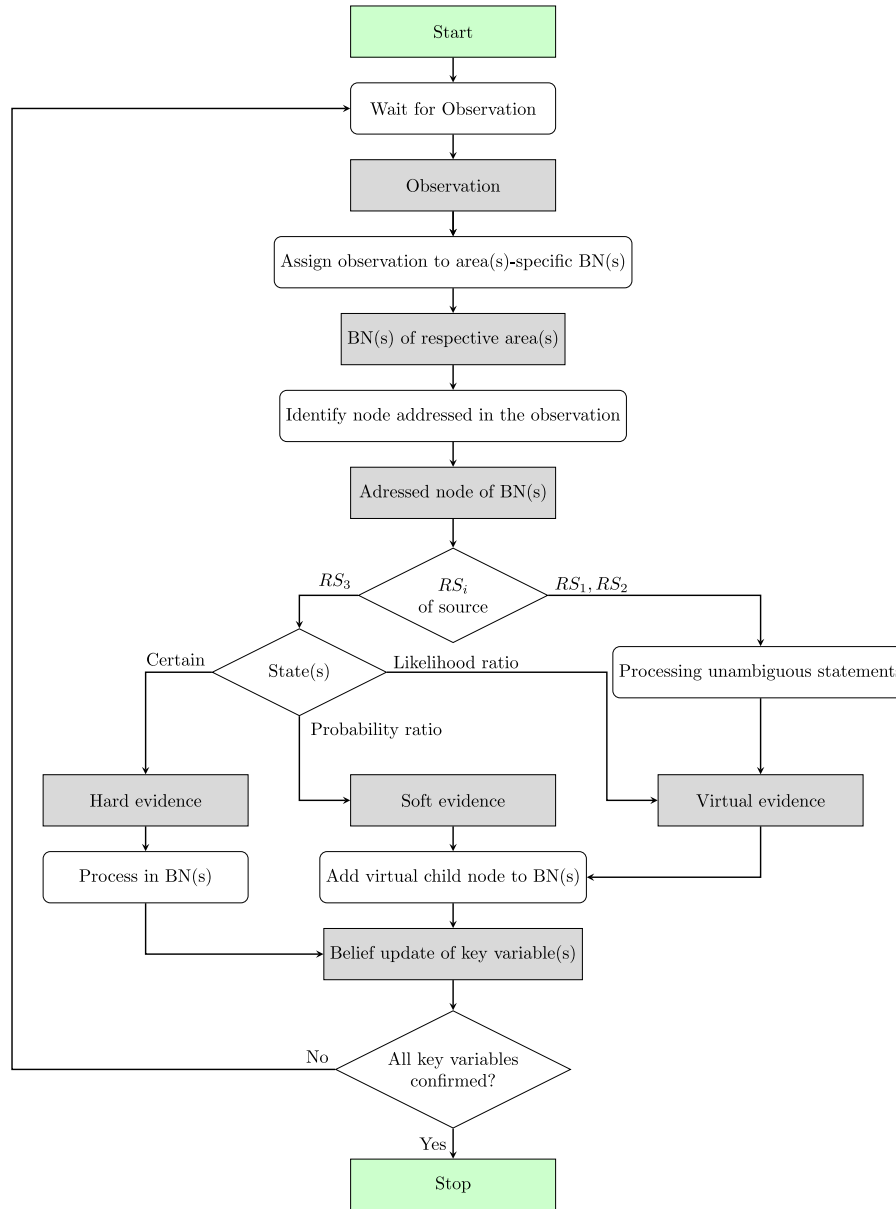 Start
Wait for Observation
Observation
Assign observation to area(s)-specific BN(s)
BN(s) of respective area(s)
Identify node addressed in the observation
Adressed node of BN(s)
RS₃
RSᵢ
of source
RS₁, RS₂
Certain
State(s)
Likelihood ratio
Processing unambiguous statement
Probability ratio
Hard evidence
Soft evidence
Virtual evidence
Process in BN(s)
Add virtual child node to BN(s)
Belief update of key variable(s)
No
All key variables
confirmed?
Yes
Stop